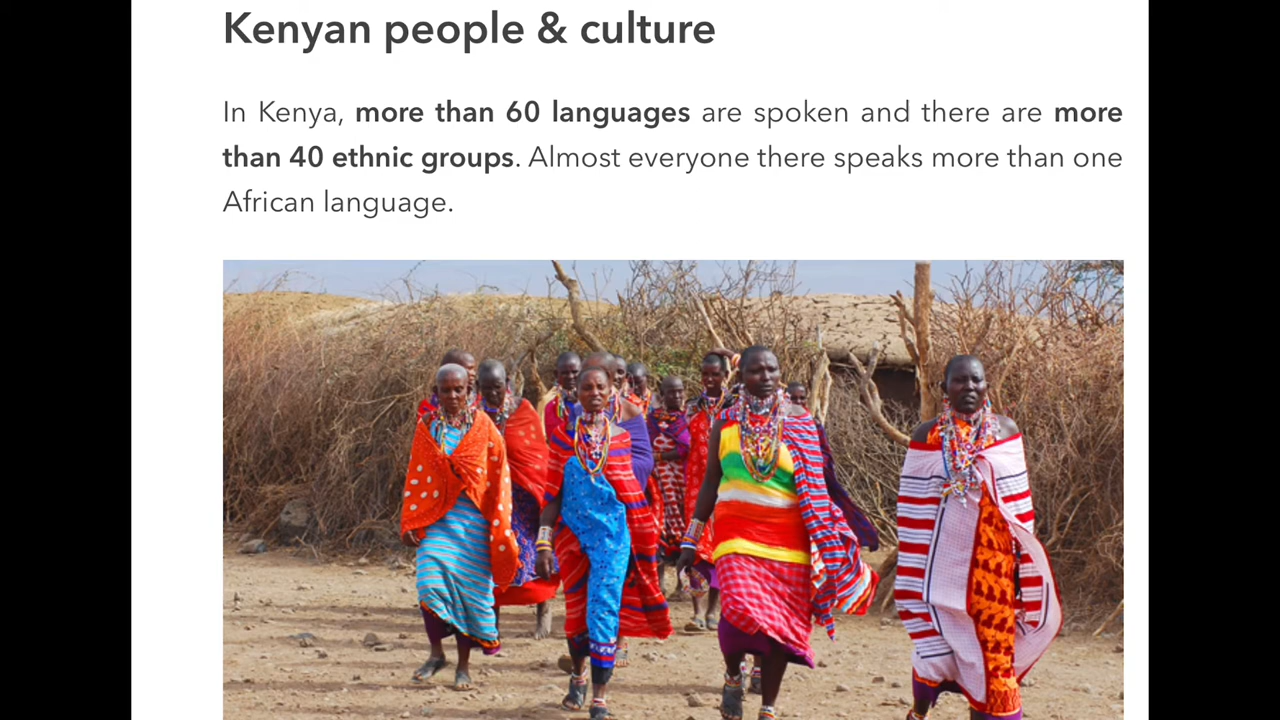 Kenyan people & culture
In Kenya, more than 60 languages are spoken and there are more
than 40 ethnic groups. Almost everyone there speaks more than one
African language.